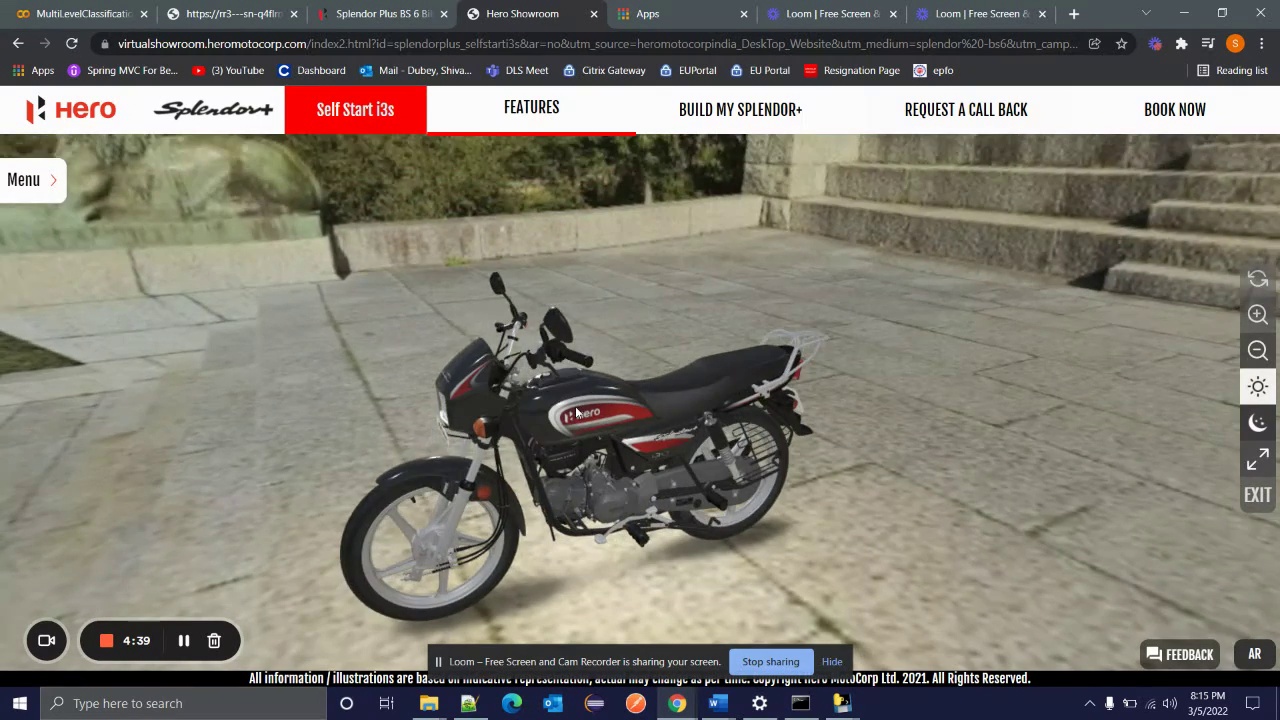 MultiLevelClassificatio
https://rr3---sn-q4flrn
Splendor Plus BS 6 Bi
Hero Showroom
Apps
Loom | Free Screen &
Loom | Free Screen &
virtualshowroom.heromotocorp.com/index2.html?id=splendorplus_selfstarti3s&at=no&utm_source=heromotocorpindia_DeskTop_Website&utm_medium=splendor%20-bs6&utm_camp...
Apps
Spring MVC For Be...
(3) YouTube
Dashboard
Mail - Dubey, Shiva...
DLS Meet
Citrix Gateway
EUPortal
EU Portal
Resignation Page
epfo
Reading list
Hero
Splendor+
Self Start i3s
FEATURES
BUILD MY SPLENDOR+
REQUEST A CALL BACK
BOOK NOW
Menu
Hero
EXIT
4:39
Loom – Free Screen and Cam Recorder is sharing your screen.
Stop sharing
Hide
FEEDBACK
AR
All information / illustrations are based on indicative representation, actual may change as per time. Copyright Hero MotoCorp Ltd. 2021. All Rights Reserved.
Type here to search
8:15 PM
3/5/2022